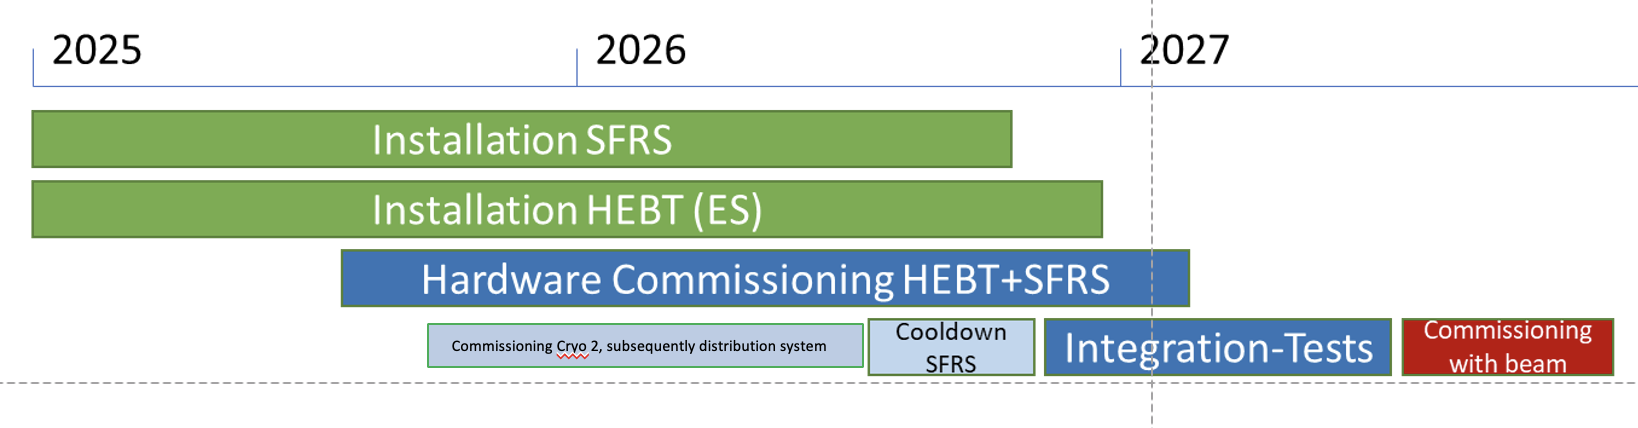 2025
2026
2027
Installation SFRS
Installation HEBT (ES)
Hardware Commissioning HEBT+SFRS
Commissioning Cryo 2, subsequently distribution system
Cooldown
SFRS
Integration-Tests
Commissioning
with beam